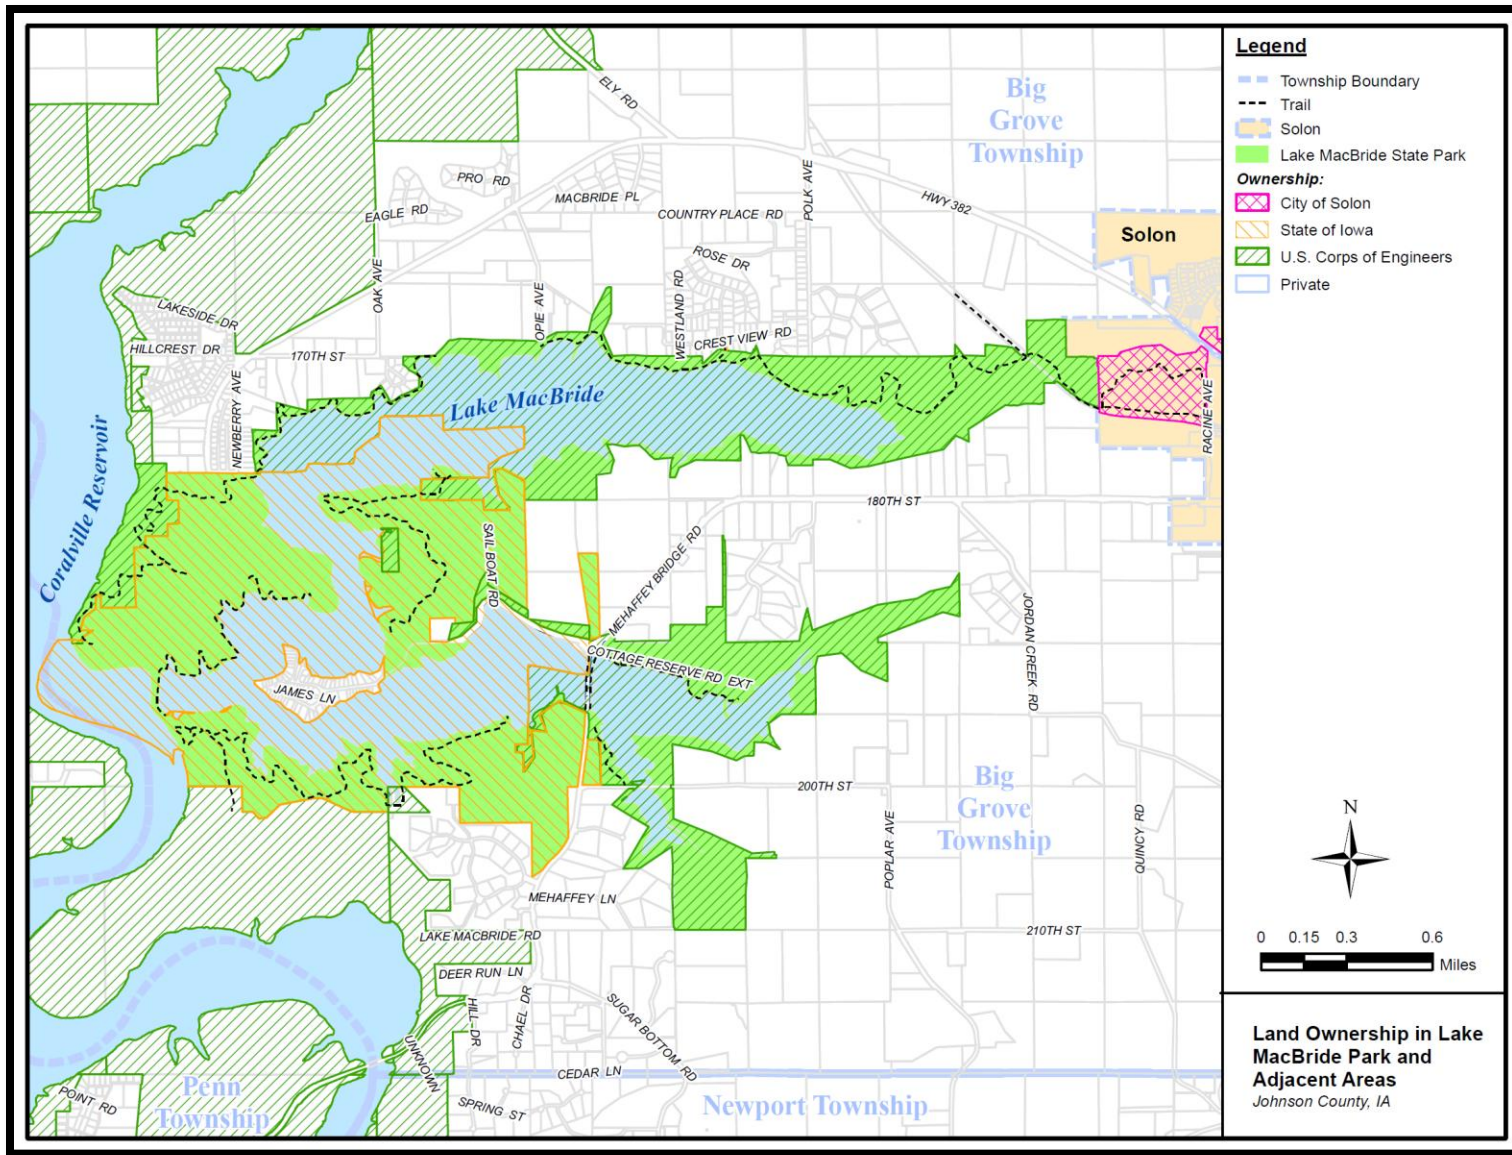 ELY RD
Big
Grove
Township
PRO RD
MACBRIDE PL
EAGLE RD
COUNTRY PLACE RD
POLK AVE
HWY 382
Solon
ROSE DR
OAK AVE
OPIE AVE
WESTLAND RD
LAKESIDE DR
HILLCREST DR
170TH ST
CREST VIEW RD
NEWBERRY AVE
Lake MacBride
RACINE AVE
Coralville Reservoir
180TH ST
SAIL BOAT RD
MEHAFFEY BRIDGE RD
JORDAN CREEK RD
COTTAGE RESERVE RD EXT
JAMES LN
200TH ST
Big
Grove
Township
POPLAR AVE
QUINCY RD
MEHAFFEY LN
LAKE MACBRIDE RD
210TH ST
DEER RUN LN
HILL DR
CHAEL DR
SUGAR BOTTOM RD
UNKNOWN
CEDAR LN
POINT RD
Penn
Township
SPRING ST
Newport Township
Legend
Township Boundary
Trail
Solon
Lake MacBride State Park
Ownership:
City of Solon
State of Iowa
U.S. Corps of Engineers
Private
N
0 0.15 0.3 0.6
Miles
Land Ownership in Lake
MacBride Park and
Adjacent Areas
Johnson County, IA